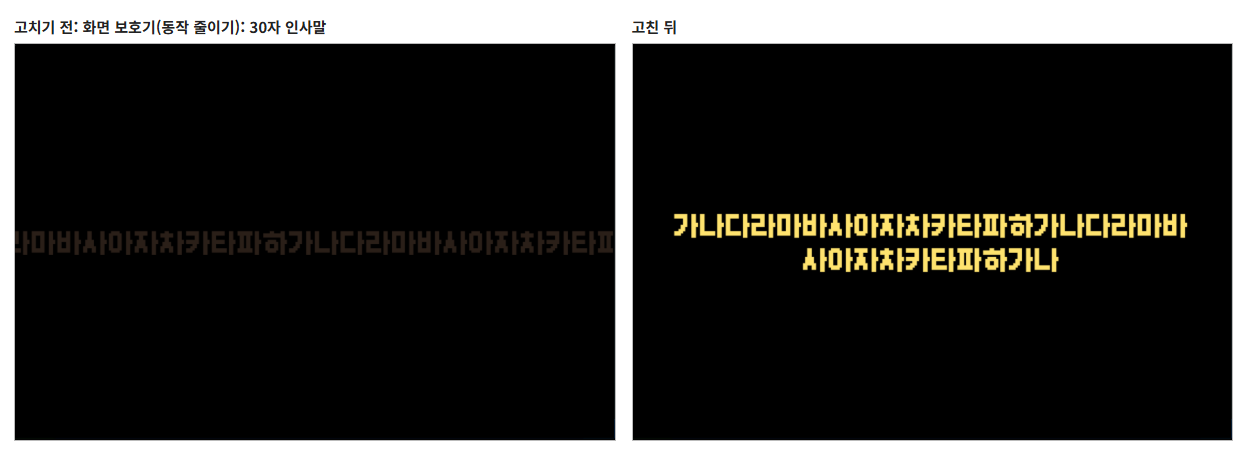 고치기 전: 화면 보호기(동작 줄이기): 30자 인사말
라마바사아자차카타파하가나다라마바사아자차카타파
고친 뒤
가나다라마바사아자차카타파하가나다라마바
사아자차카타파하가나